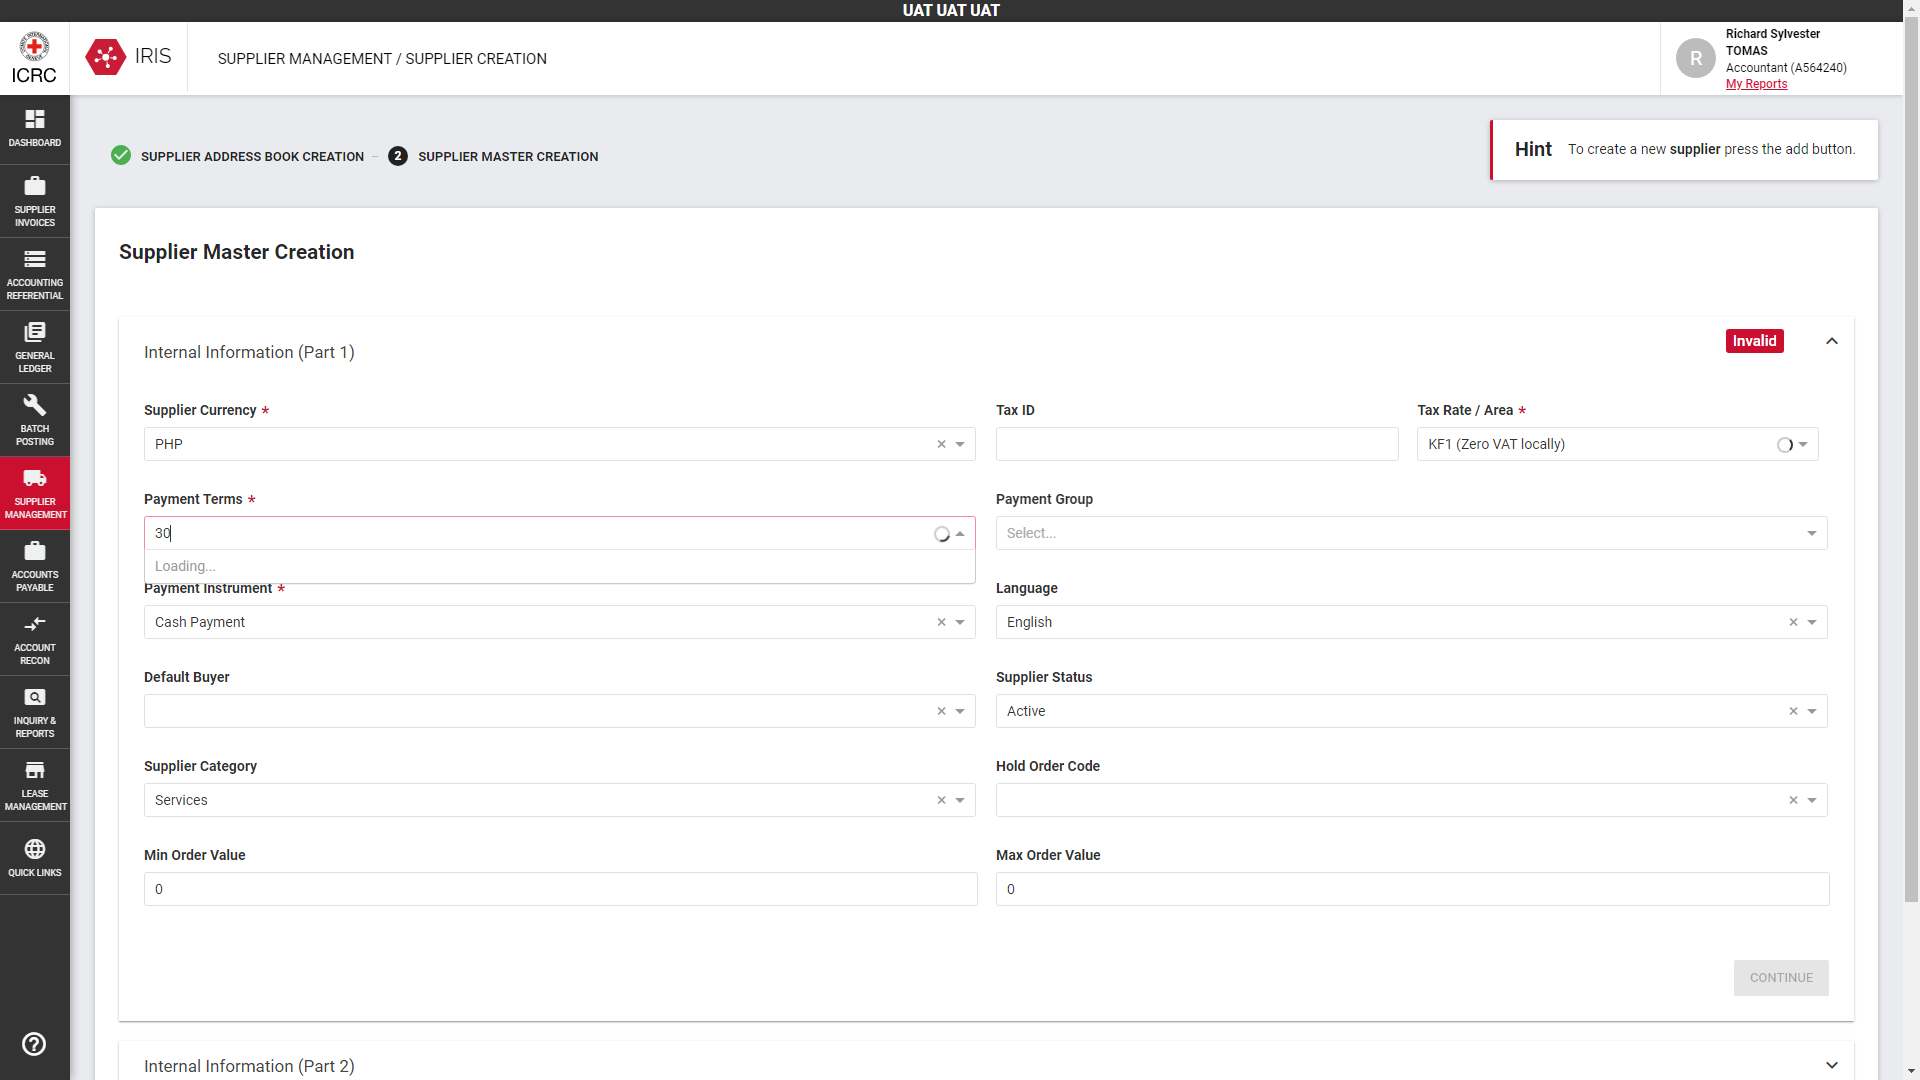 UAT UAT UAT
ICRC
IRIS
SUPPLIER MANAGEMENT / SUPPLIER CREATION
R
Richard Sylvester
TOMAS
Accountant (A564240)
My Reports
DASHBOARD
SUPPLIER
INVOICES
ACCOUNTING
REFERENTIAL
GENERAL
LEDGER
BATCH
POSTING
SUPPLIER
MANAGEMENT
ACCOUNTS
PAYABLE
ACCOUNT
RECON
INQUIRY &
REPORTS
LEASE
MANAGEMENT
QUICK LINKS
SUPPLIER ADDRESS BOOK CREATION
2 SUPPLIER MASTER CREATION
Hint To create a new supplier press the add button.
Supplier Master Creation
Internal Information (Part 1)
Invalid
Supplier Currency *
PHP
Tax ID
Tax Rate / Area *
KF1 (Zero VAT locally)
Payment Terms *
30
Loading...
Payment Group
Select...
Payment Instrument *
Cash Payment
Language
English
Default Buyer
Supplier Status
Active
Supplier Category
Services
Hold Order Code
Min Order Value
0
Max Order Value
0
CONTINUE
Internal Information (Part 2)